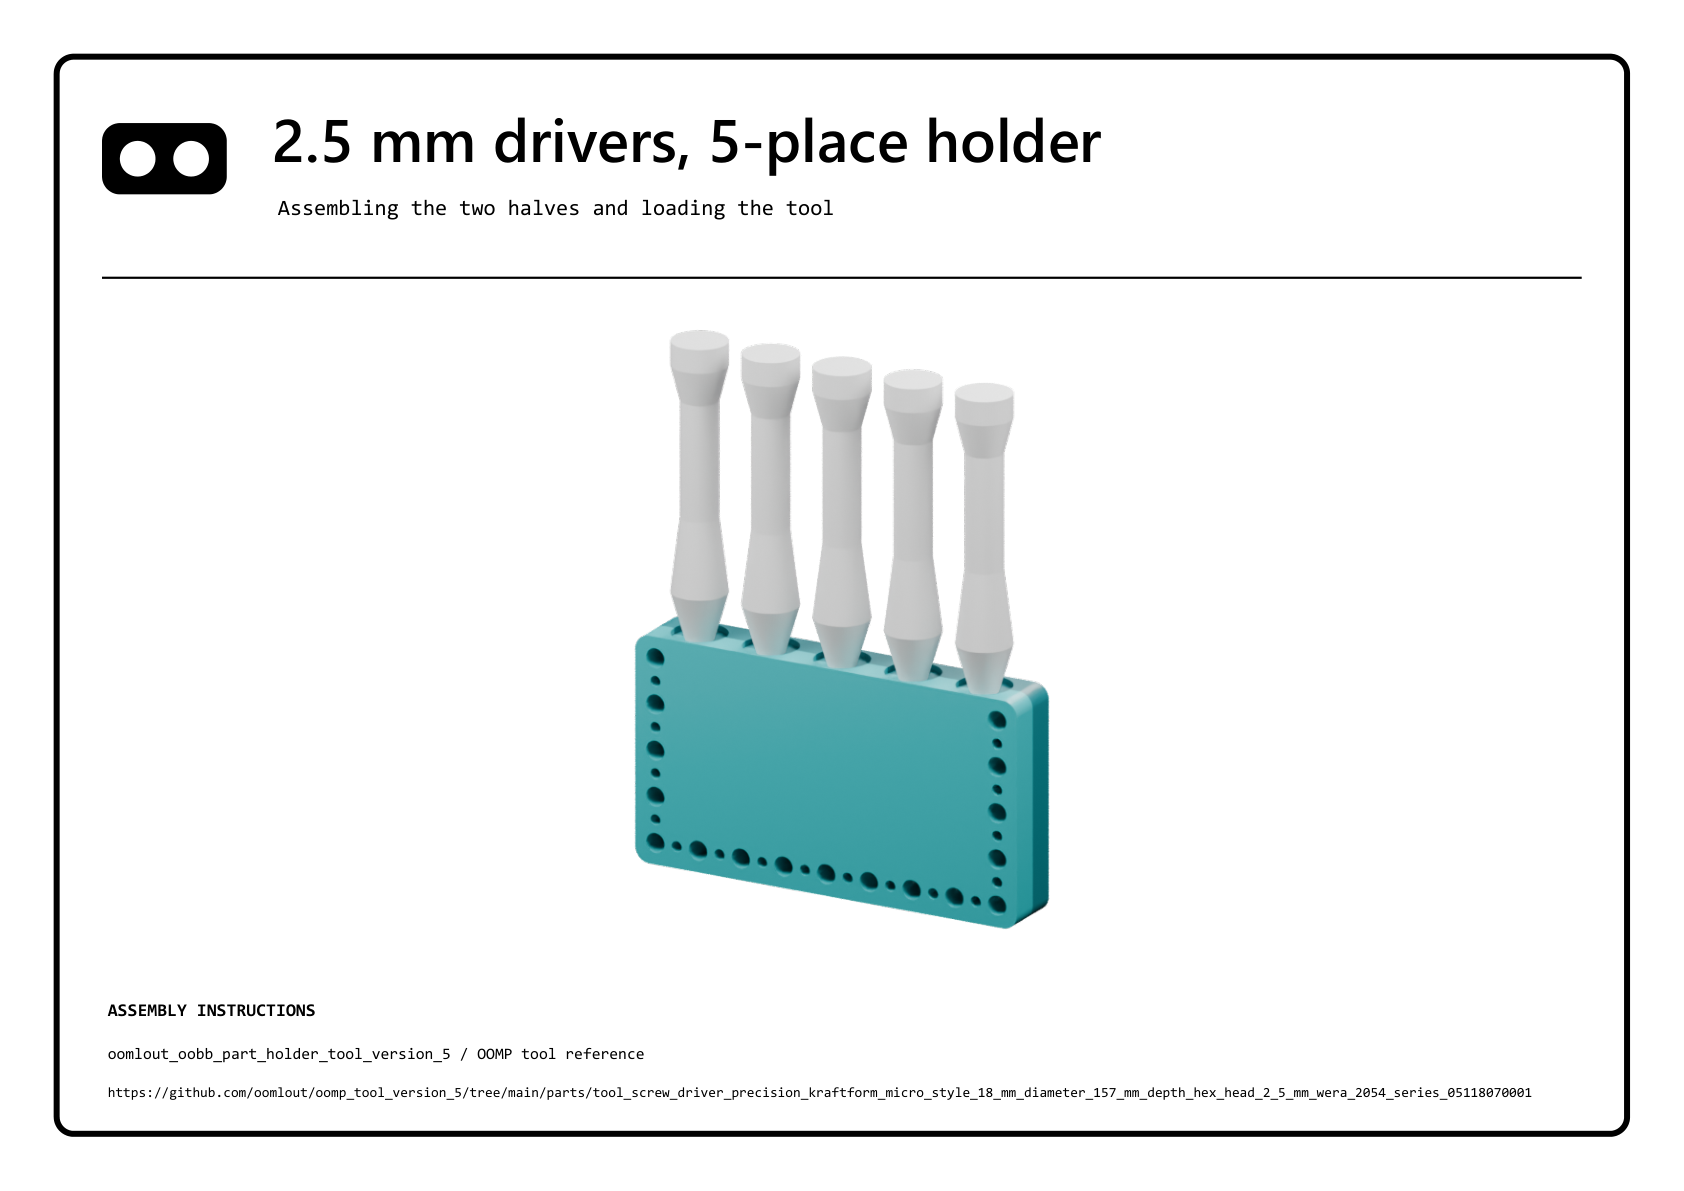 2.5 mm drivers, 5-place holder
Assembling the two halves and loading the tool
ASSEMBLY INSTRUCTIONS
oomlout_oobb_part_holder_tool_version_5 / OOMP tool reference
https://github.com/oomlout/oomp_tool_version_5/tree/main/parts/tool_screw_driver_precision_kraftform_micro_style_18_mm_diameter_157_mm_depth_hex_head_2_5_mm_wera_2054_series_05118070001